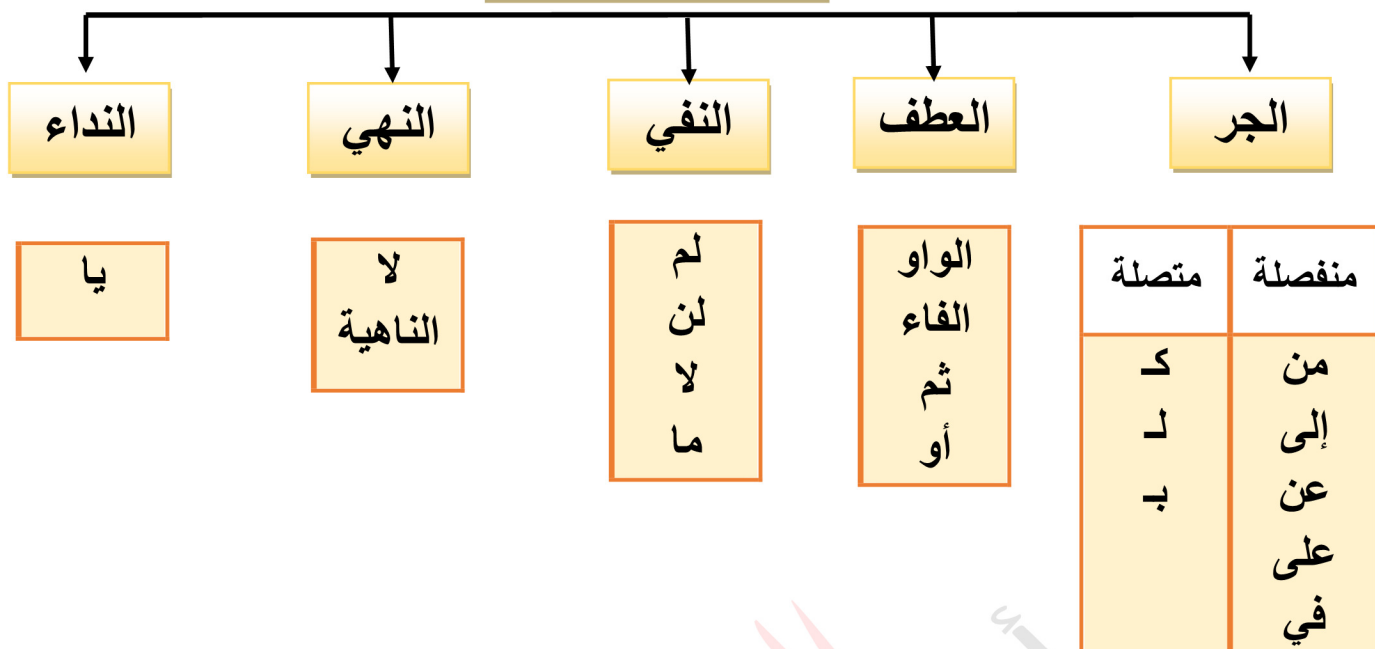 الجر
العطف
النفي
النهي
النداء
منفصلة
متصلة
من
إلى
عن
على
في
كـ
لـ
بـ
الواو
الفاء
ثم
أو
لم
لن
لا
ما
لا
الناهية
يا